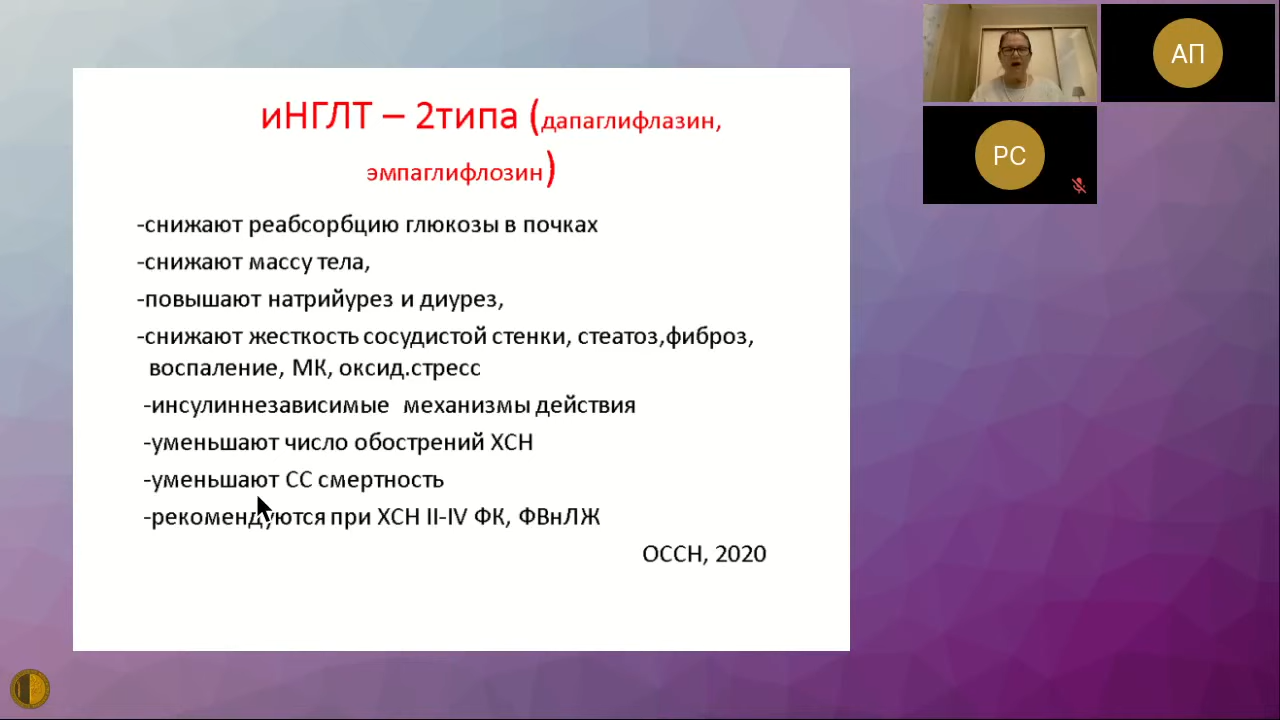 иНГЛТ – 2типа (дапаглифлазин,
эмпаглифлозин)
-снижают реабсорбцию глюкозы в почках
-снижают массу тела,
-повышают натрийурез и диурез,
-снижают жесткость сосудистой стенки, стеатоз,фиброз,
воспаление, МК, оксид.стресс
-инсулиннезависимые механизмы действия
-уменьшают число обострений ХСН
-уменьшают СС смертность
-рекомендуются при ХСН II-IV ФК, ФВнЛЖ
ОССН, 2020
АП
РС